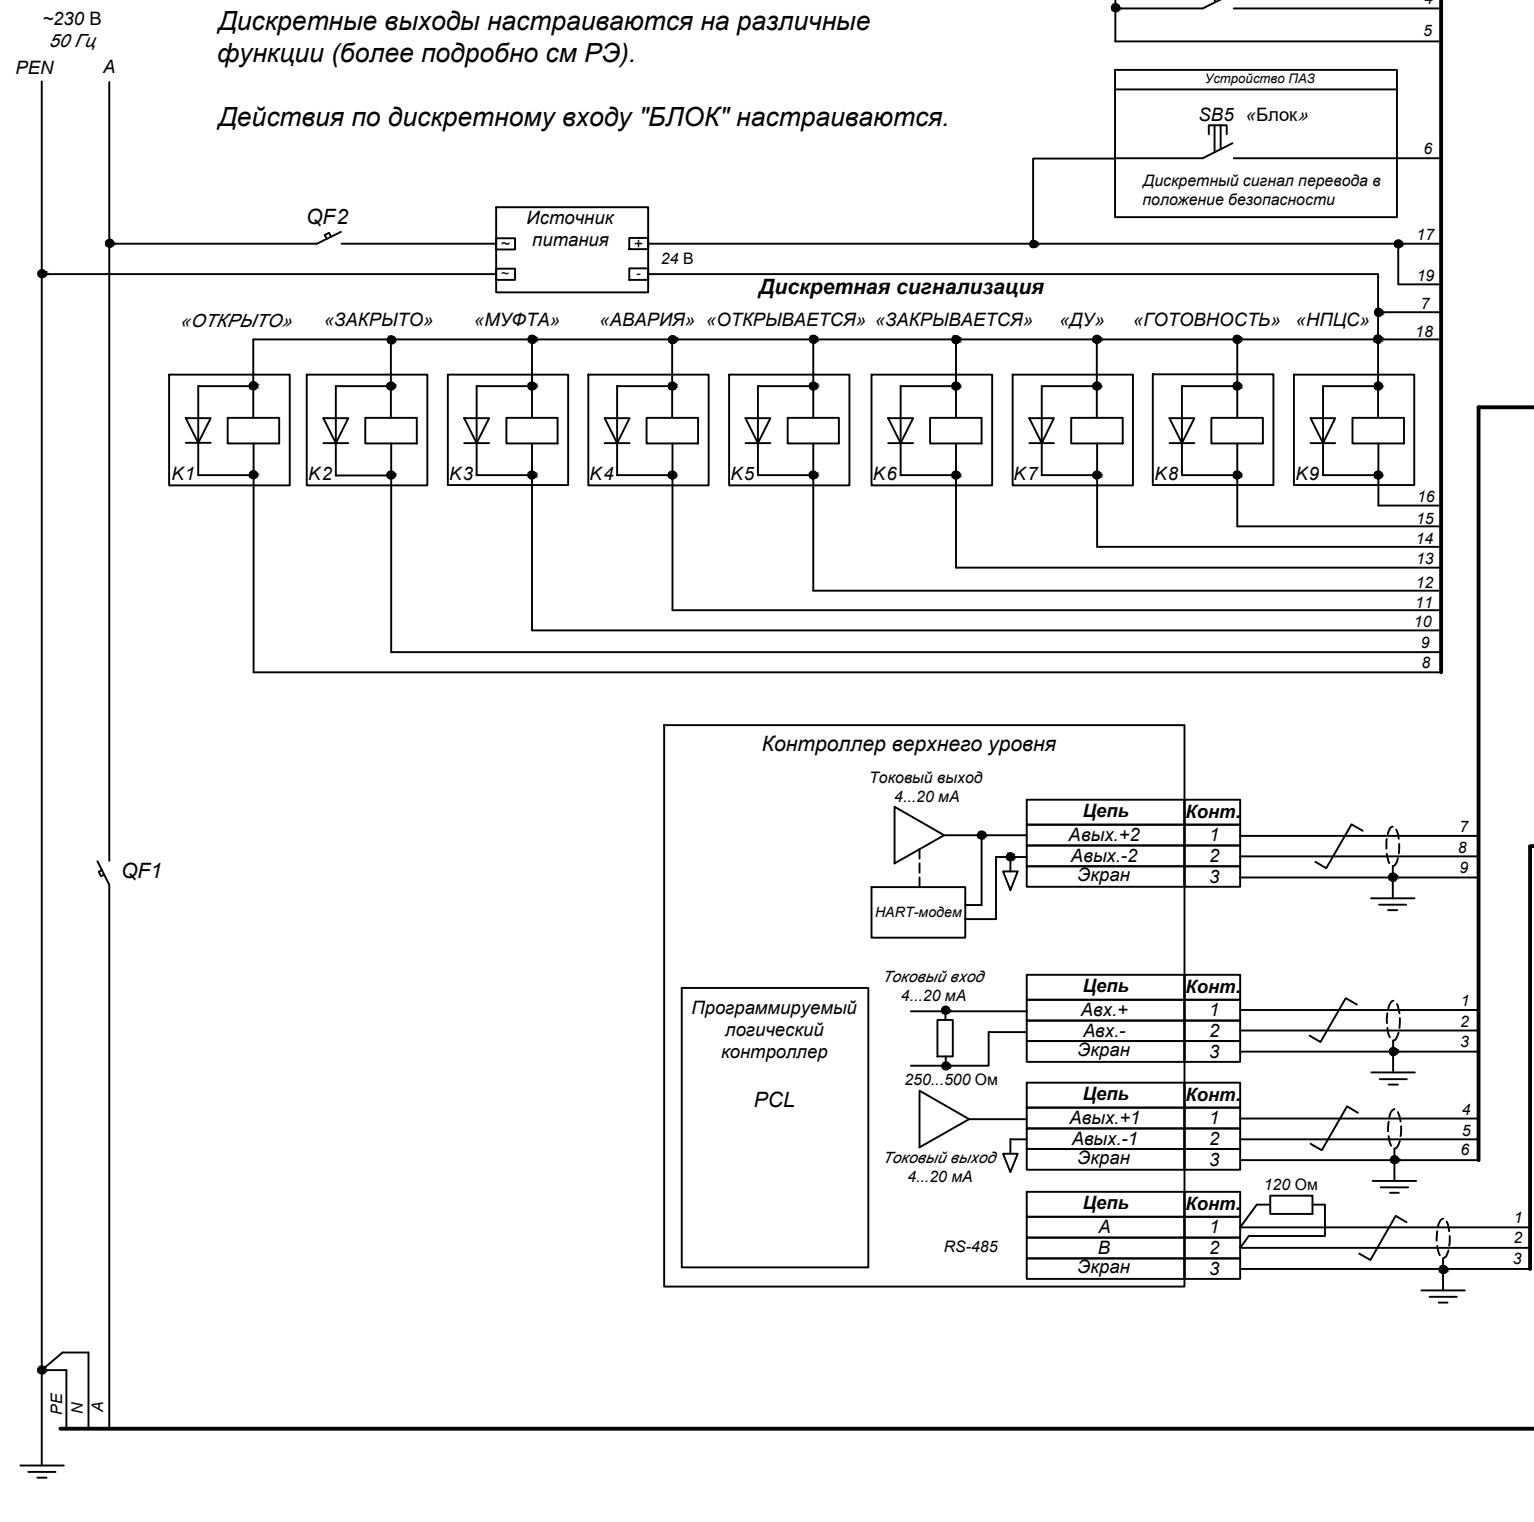 ~230 В
50 Гц
PEN
A
Дискретные выходы настраиваются на различные
функции (более подробно см РЭ).
Действия по дискретному входу "БЛОК" настраиваются.
5
Устройство ПАЗ
SB5 «Блок»
6
Дискретный сигнал перевода в
положение безопасности
QF2
Источник
питания
~
+
~
-
24 В
17
19
7
18
Дискретная сигнализация
«ОТКРЫТО»
«ЗАКРЫТО»
«МУФТА»
«АВАРИЯ»
«ОТКРЫВАЕТСЯ»
«ЗАКРЫВАЕТСЯ»
«ДУ»
«ГОТОВНОСТЬ»
«НПЦС»
K1
K2
K3
K4
K5
K6
K7
K8
K9
16
15
14
13
12
11
10
9
8
QF1
Контроллер верхнего уровня
Токовый выход
4...20 мА
HART-модем
Цепь Конт.
Авых.+2 1
Авых.-2 2
Экран 3
7
8
9
Программируемый
логический
контроллер
PCL
Токовый вход
4...20 мА
250...500 Ом
Цепь Конт.
Авх.+ 1
Авх.- 2
Экран 3
1
2
3
Токовый выход
4...20 мА
Цепь Конт.
Авых.+1 1
Авых.-1 2
Экран 3
4
5
6
RS-485
Цепь Конт.
A 1
B 2
Экран 3
120 Ом
1
2
3
PE
N
A